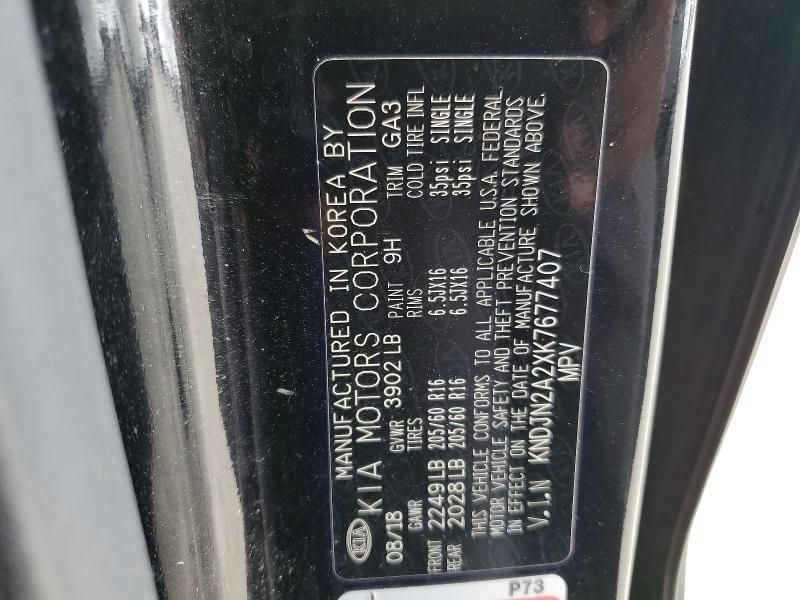 KIA
MANUFACTURED IN KOREA BY
KIA MOTORS CORPORATION
08/18 GVWR 3902 LB PAINT 9H TRIM GA3
GAWR TIRES RIMS COLD TIRE INFL
FRONT 2249 LB 205/60 R16 6.5JX16 35psi SINGLE
REAR 2028 LB 205/60 R16 6.5JX16 35psi SINGLE
THIS VEHICLE CONFORMS TO ALL APPLICABLE U.S.A. FEDERAL
MOTOR VEHICLE SAFETY AND THEFT PREVENTION STANDARDS
IN EFFECT ON THE DATE OF MANUFACTURE SHOWN ABOVE.
V.I.N KNDJN2A2XK7677407
MPV
P73